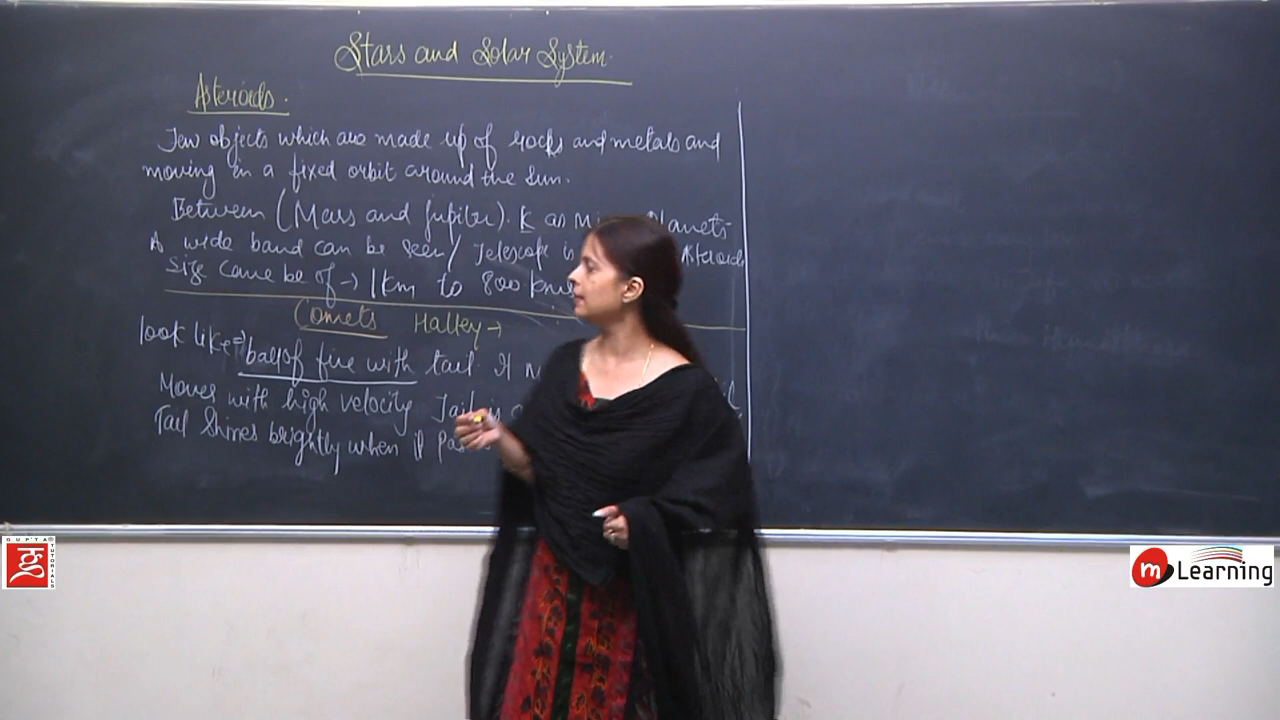 Stars and Solar System.
Asteroids.
Few objects which are made up of rocks and metals and
moving in a fixed orbit around the Sun.
Between (Mars and Jupiter). K as Planets
A wide band can be seen / Telescope is Asteroids
Size can be of → 1km to 800 km
Comets Halley →
look like ⇒ ball of fire with tail. It
Moves with high velocity Tail is
Tail Shines brightly when it
GUPTA TUTORIALS
m Learning